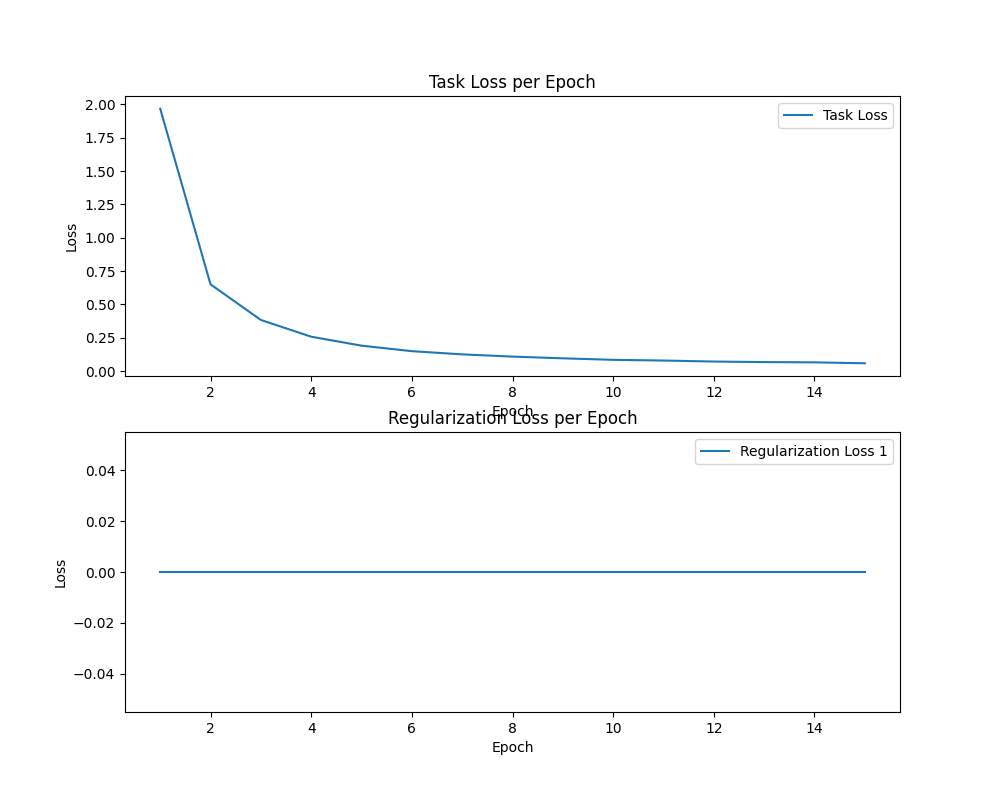 Task Loss per Epoch
Task Loss
2.00
1.75
1.50
1.25
1.00
0.75
0.50
0.25
0.00
Loss
2 4 6 8 10 12 14
Epoch
Regularization Loss per Epoch
Regularization Loss 1
0.04
0.02
0.00
−0.02
−0.04
Loss
2 4 6 8 10 12 14
Epoch